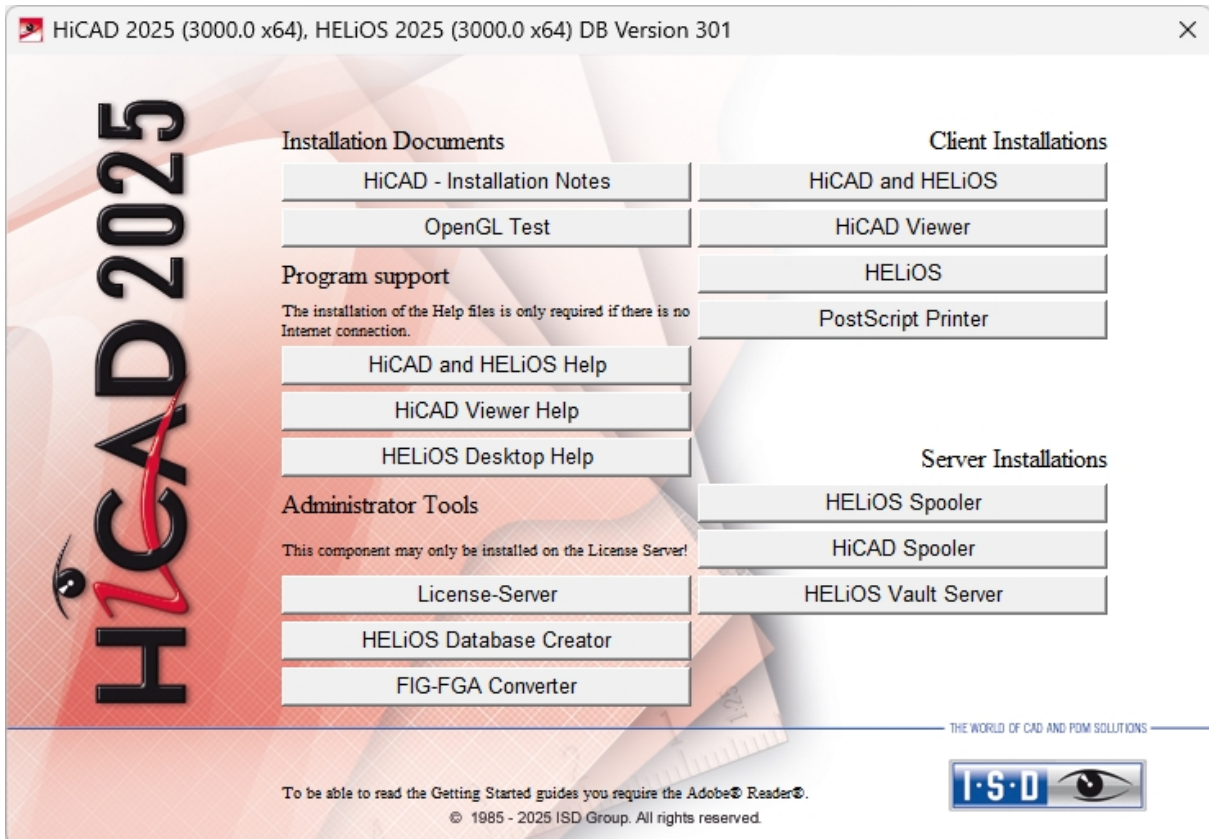 HiCAD 2025 (3000.0 x64), HELiOS 2025 (3000.0 x64) DB Version 301
HiCAD 2025
Installation Documents
HiCAD - Installation Notes
OpenGL Test
Program support
The installation of the Help files is only required if there is no
Internet connection.
HiCAD and HELiOS Help
HiCAD Viewer Help
HELiOS Desktop Help
Administrator Tools
This component may only be installed on the License Server!
License-Server
HELiOS Database Creator
FIG-FGA Converter
Client Installations
HiCAD and HELiOS
HiCAD Viewer
HELiOS
PostScript Printer
Server Installations
HELiOS Spooler
HiCAD Spooler
HELiOS Vault Server
THE WORLD OF CAD AND PDM SOLUTIONS
I·S·D
To be able to read the Getting Started guides you require the Adobe® Reader®.
© 1985 - 2025 ISD Group. All rights reserved.